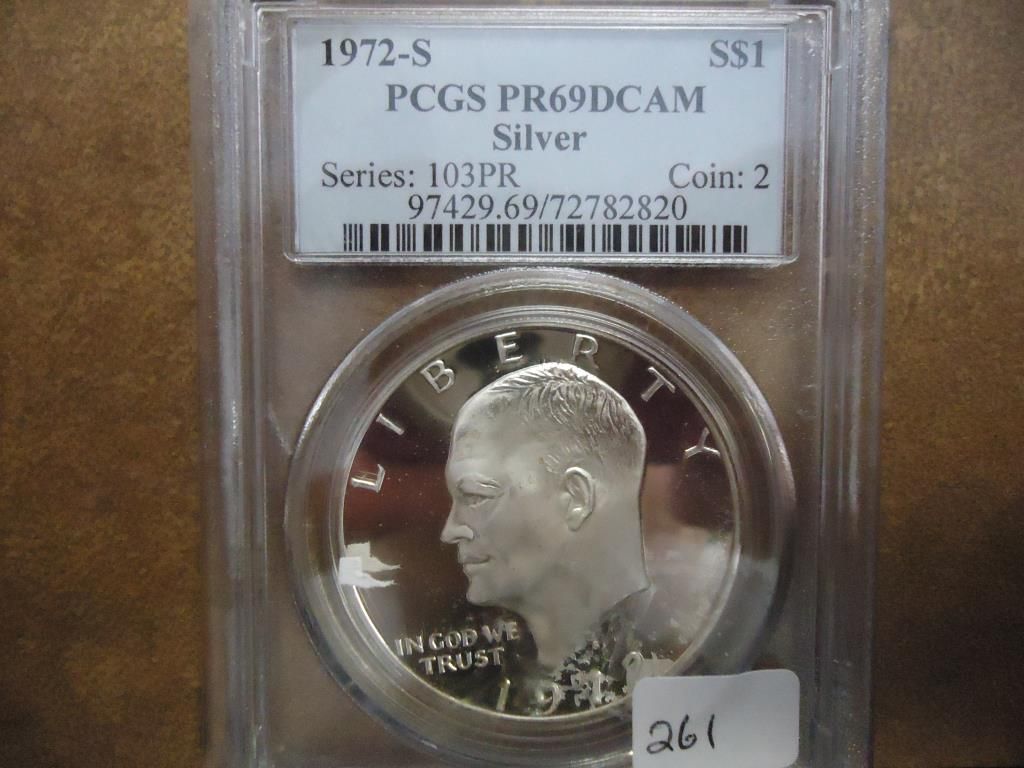 1972-S S$1
PCGS PR69DCAM
Silver
Series: 103PR Coin: 2
97429.69/72782820
LIBERTY
IN GOD WE
TRUST
261